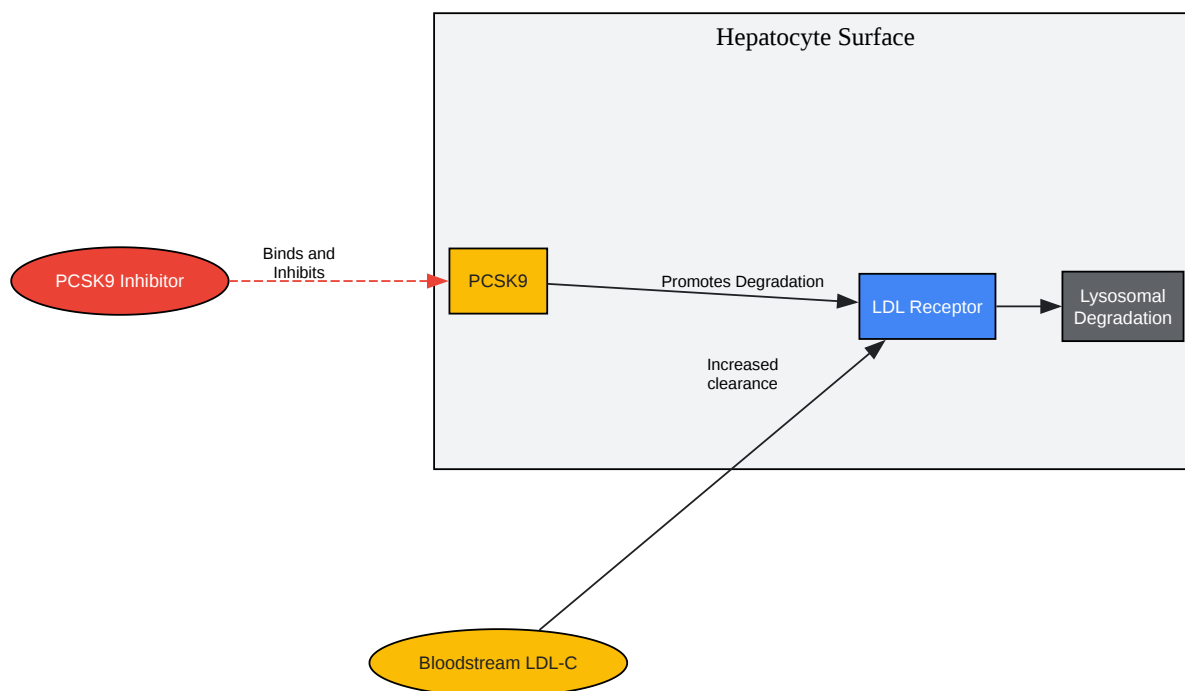 Hepatocyte Surface
Binds and
Inhibits
PCSK9 Inhibitor
PCSK9
Promotes Degradation
LDL Receptor
Lysosomal
Degradation
Increased
clearance
Bloodstream LDL-C